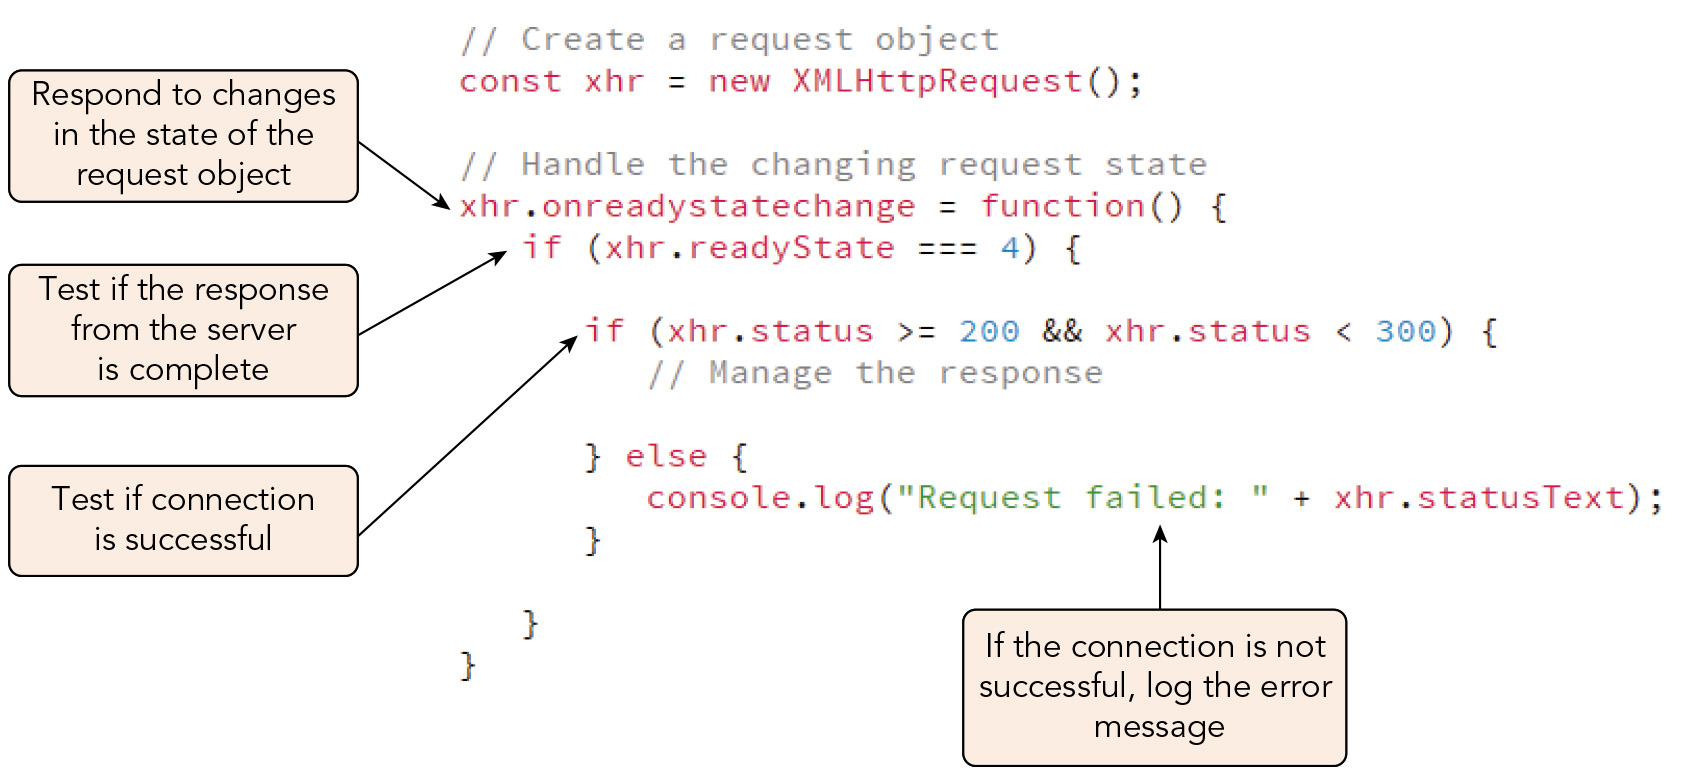 // Create a request object
const xhr = new XMLHttpRequest();
Respond to changes
in the state of the
request object
// Handle the changing request state
xhr.onreadystatechange = function() {
if (xhr.readyState === 4) {
Test if the response
from the server
is complete
if (xhr.status >= 200 && xhr.status < 300) {
// Manage the response
} else {
console.log("Request failed: " + xhr.statusText);
}
Test if connection
is successful
}
}
If the connection is not
successful, log the error
message